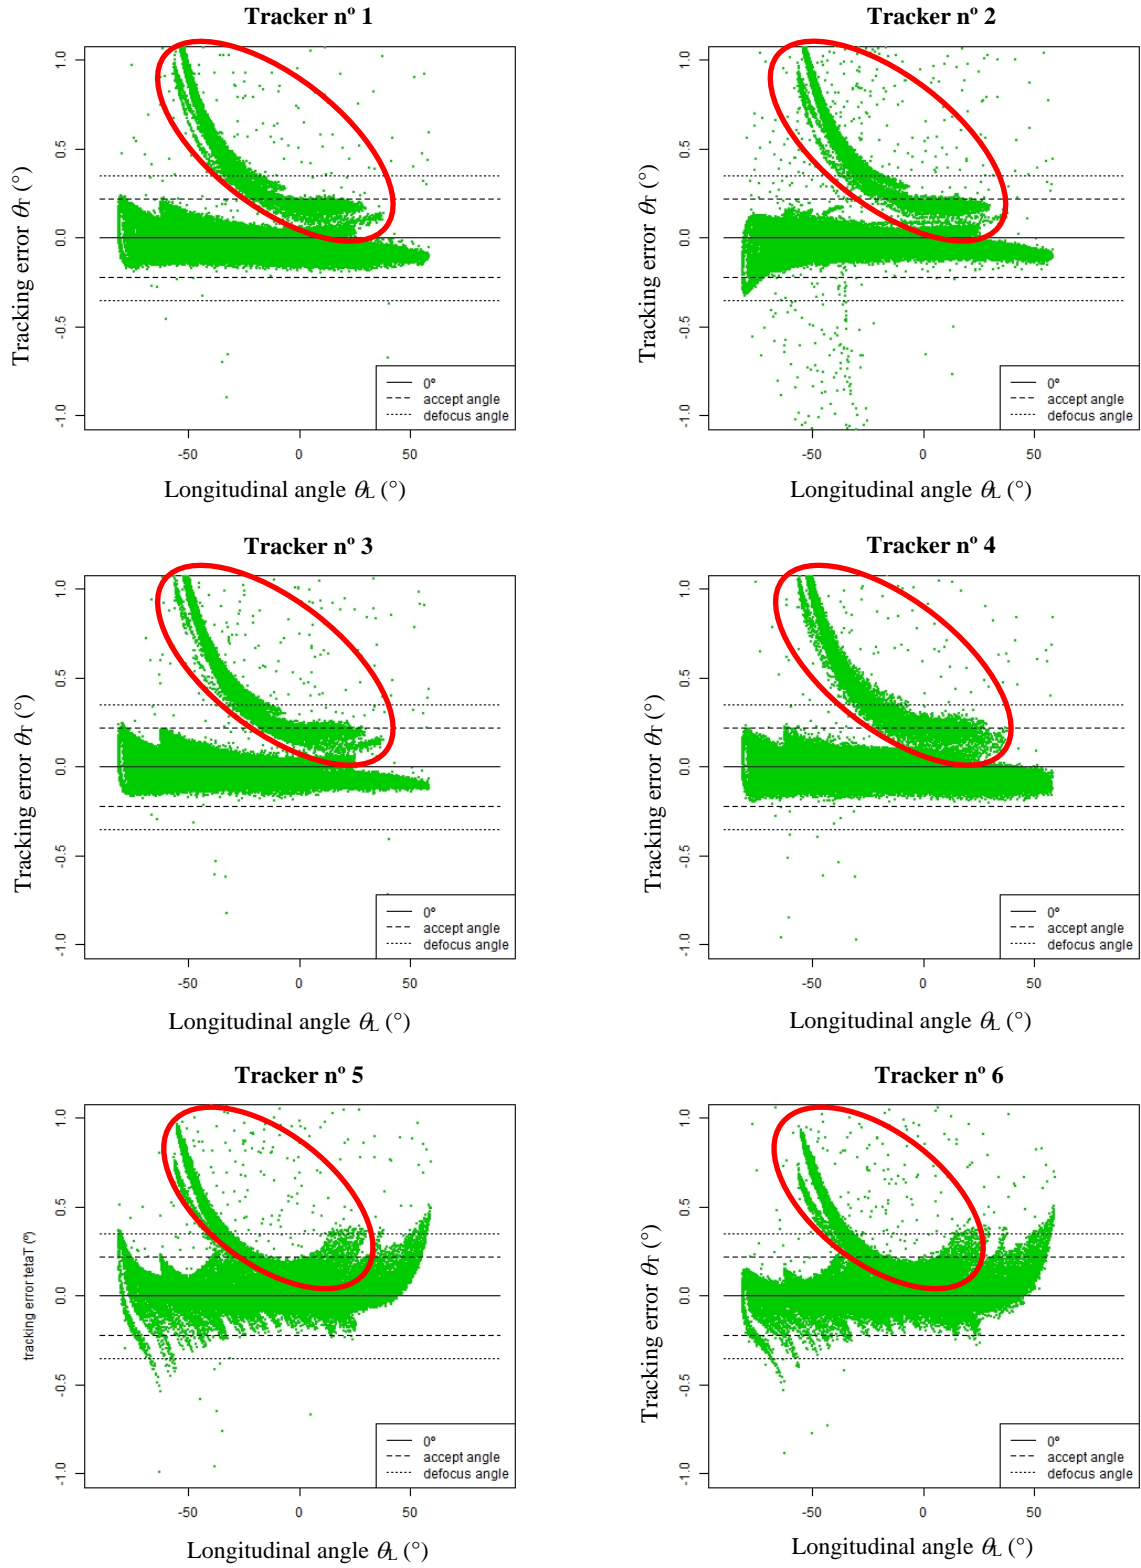 Tracker nº 1
Tracking error θT (°)
1.0
0.5
0.0
-0.5
-1.0
0°
accept angle
defocus angle
-50 0 50
Longitudinal angle θL (°)
Tracker nº 2
Tracking error θT (°)
1.0
0.5
0.0
-0.5
-1.0
0°
accept angle
defocus angle
-50 0 50
Longitudinal angle θL (°)
Tracker nº 3
Tracking error θT (°)
1.0
0.5
0.0
-0.5
-1.0
0°
accept angle
defocus angle
-50 0 50
Longitudinal angle θL (°)
Tracker nº 4
Tracking error θT (°)
1.0
0.5
0.0
-0.5
-1.0
0°
accept angle
defocus angle
-50 0 50
Longitudinal angle θL (°)
Tracker nº 5
tracking error tetaT (º)
1.0
0.5
0.0
-0.5
-1.0
0°
accept angle
defocus angle
-50 0 50
Longitudinal angle θL (°)
Tracker nº 6
Tracking error θT (°)
1.0
0.5
0.0
-0.5
-1.0
0°
accept angle
defocus angle
-50 0 50
Longitudinal angle θL (°)